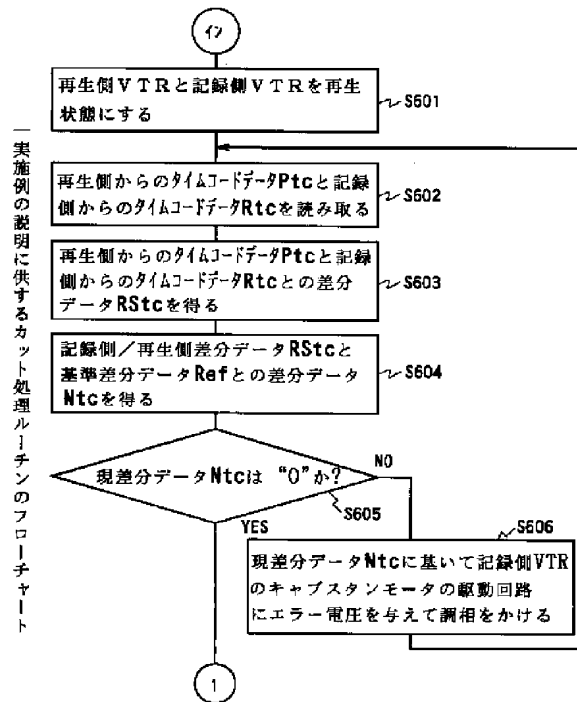 イン
再生側VTRと記録側VTRを再生
状態にする
S601
再生側からのタイムコードデータPtcと記録
側からのタイムコードデータRtcを読み取る
S602
再生側からのタイムコードデータPtcと記録
側からのタイムコードデータRtcとの差分
データRStcを得る
S603
記録側/再生側差分データRStcと
基準差分データRefとの差分データ
Ntcを得る
S604
現差分データNtcは “0”か?
NO
S605
YES
S606
現差分データNtcに基いて記録側VTR
のキャプスタンモータの駆動回路
にエラー電圧を与えて調相をかける
1
一実施例の説明に供するカット処理ルーチンのフローチャート